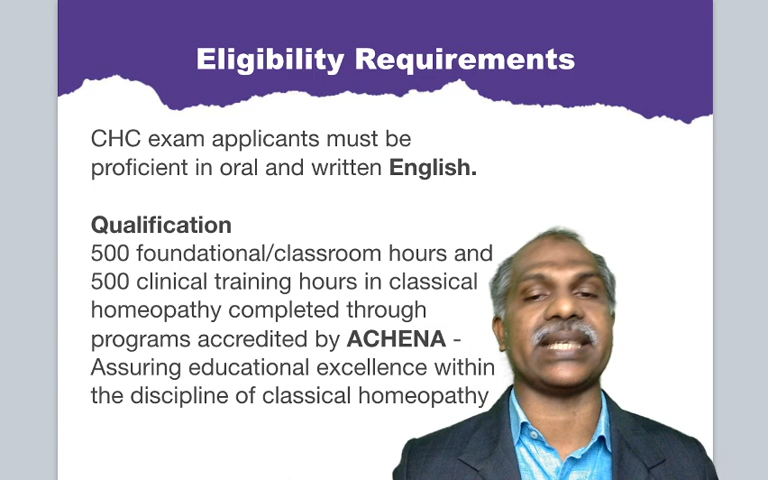 Eligibility Requirements
CHC exam applicants must be
proficient in oral and written English.
Qualification
500 foundational/classroom hours and
500 clinical training hours in classical
homeopathy completed through
programs accredited by ACHENA -
Assuring educational excellence within
the discipline of classical homeopathy